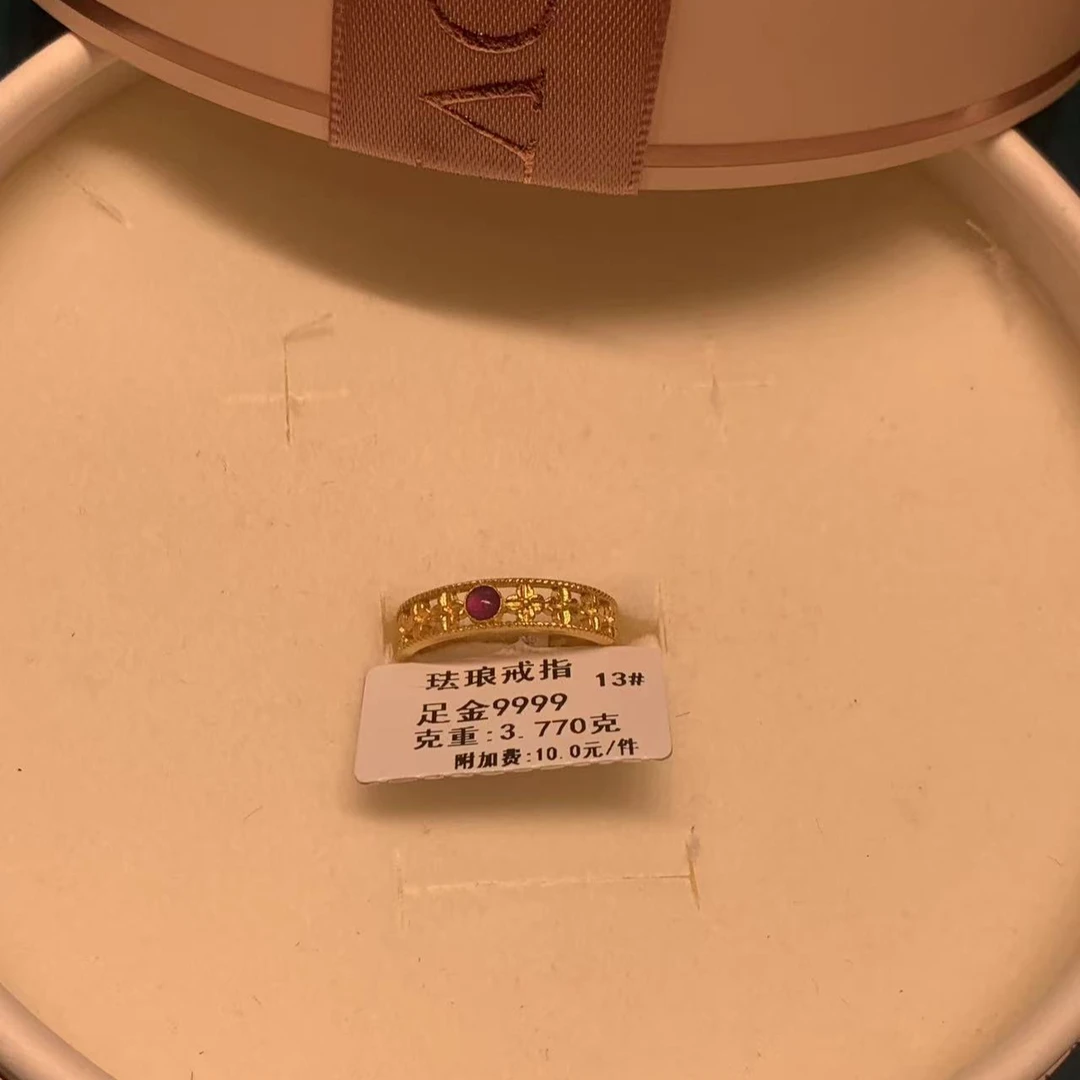 AC
珐琅戒指 13#
足金9999
克重:3.770克
附加费:10.0元/件